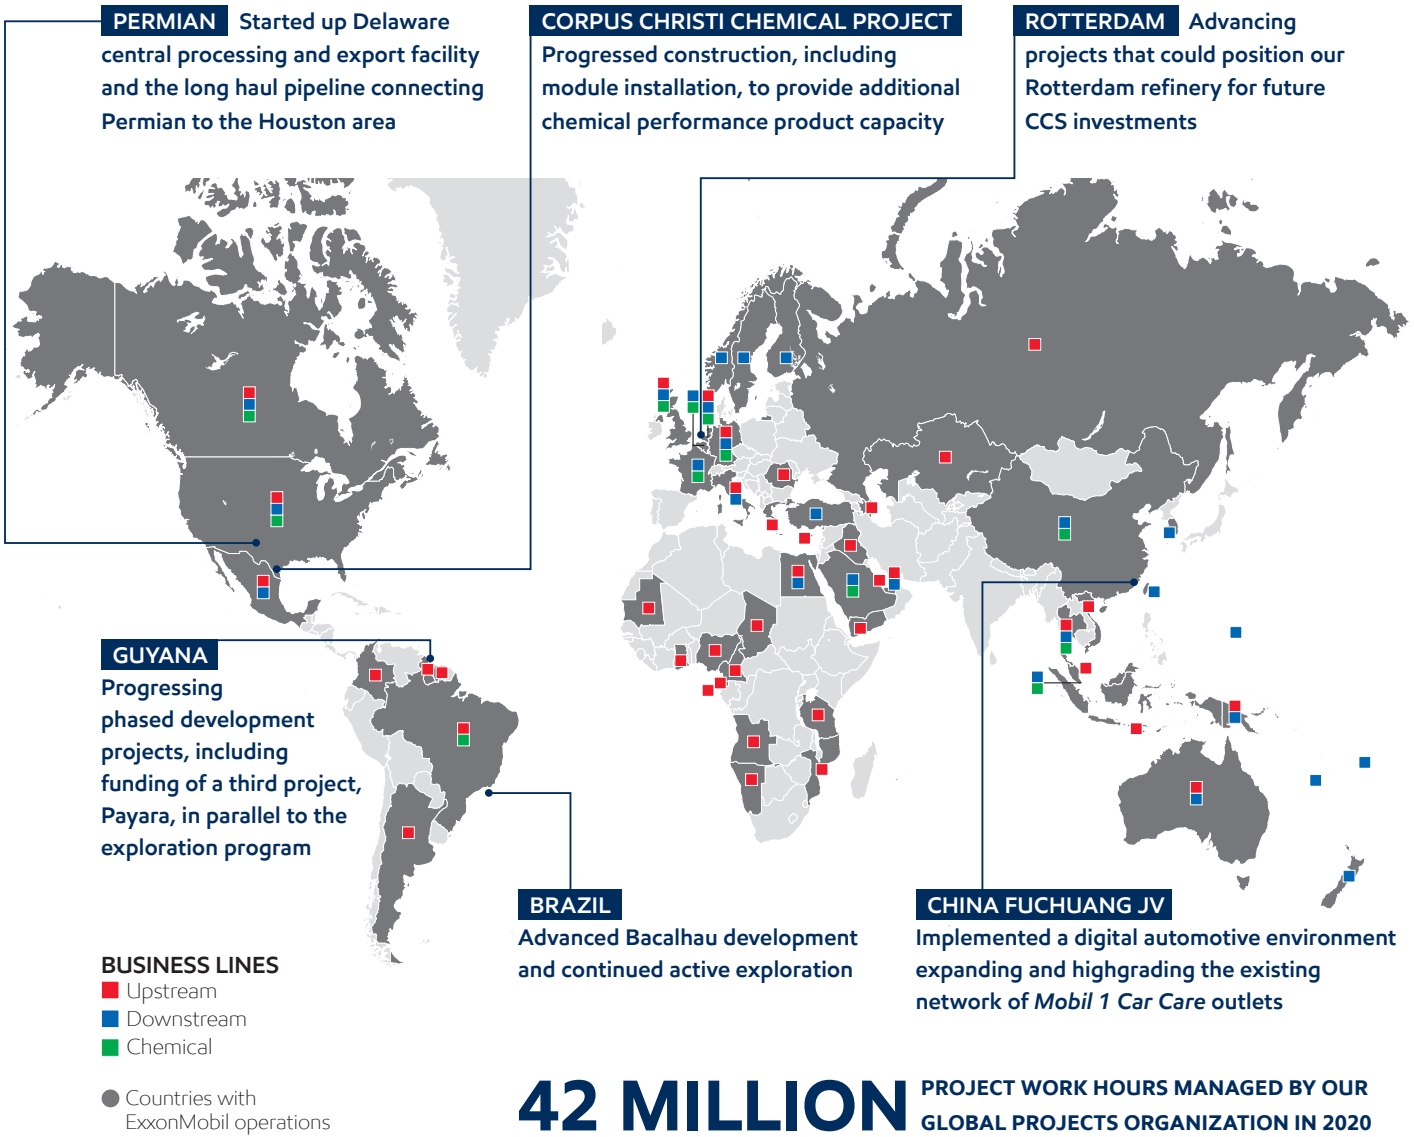 PERMIAN Started up Delaware
central processing and export facility
and the long haul pipeline connecting
Permian to the Houston area
CORPUS CHRISTI CHEMICAL PROJECT
Progressed construction, including
module installation, to provide additional
chemical performance product capacity
ROTTERDAM Advancing
projects that could position our
Rotterdam refinery for future
CCS investments
GUYANA
Progressing
phased development
projects, including
funding of a third project,
Payara, in parallel to the
exploration program
BRAZIL
Advanced Bacalhau development
and continued active exploration
CHINA FUCHUANG JV
Implemented a digital automotive environment
expanding and highgrading the existing
network of Mobil 1 Car Care outlets
BUSINESS LINES
Upstream
Downstream
Chemical
Countries with
ExxonMobil operations
42 MILLION PROJECT WORK HOURS MANAGED BY OUR
GLOBAL PROJECTS ORGANIZATION IN 2020